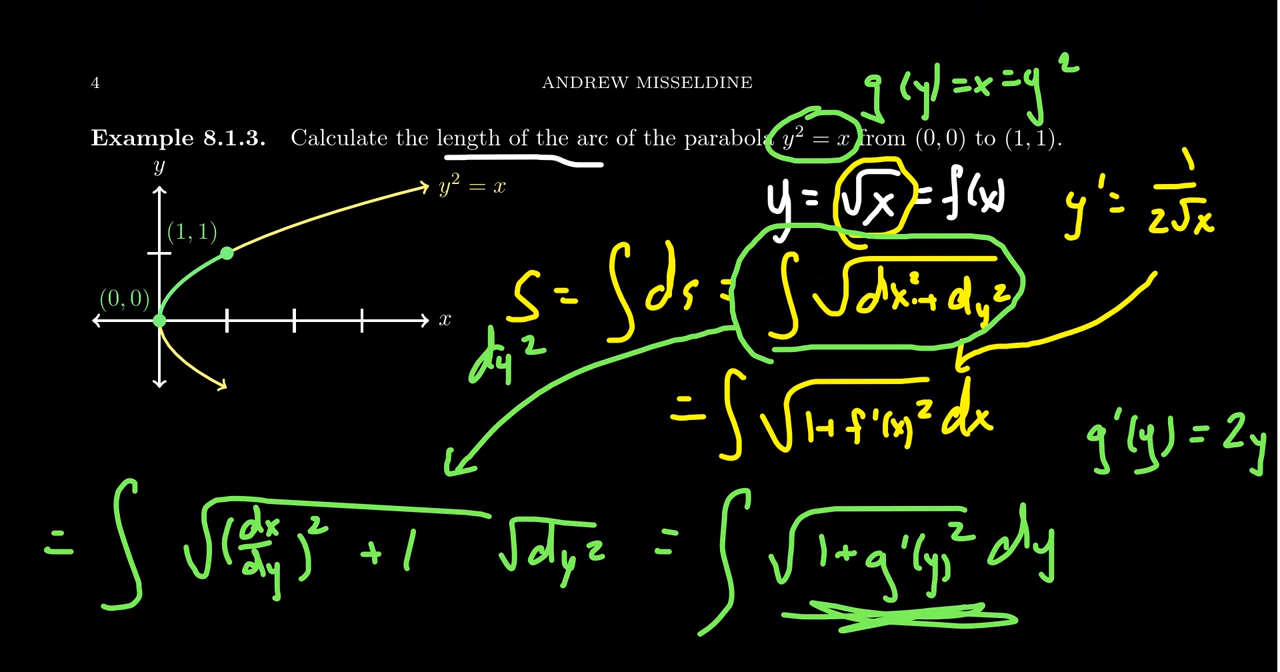 g(y) = x = y²
4 ANDREW MISSELDINE
Example 8.1.3. Calculate the length of the arc of the parabola y² = x from (0, 0) to (1, 1).
y
y² = x
y = √x = f(x)
y' = 1/(2√x)
(1, 1)
(0, 0)
x
s = ∫ ds = ∫ √(dx² + dy²)
dy²
= ∫ √(1 + f'(x)²) dx
g'(y) = 2y
= ∫ √((dx/dy)² + 1) √(dy²) = ∫ √(1 + g'(y)²) dy